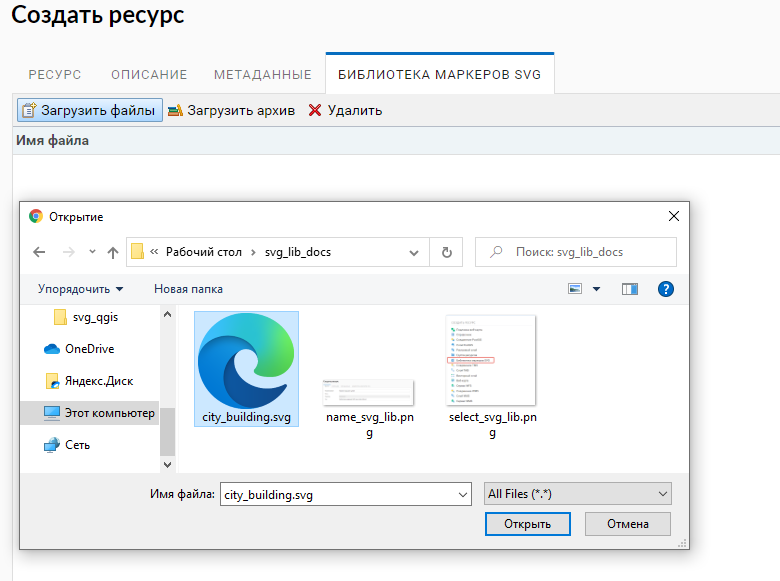 Создать ресурс
РЕСУРС ОПИСАНИЕ МЕТАДАННЫЕ БИБЛИОТЕКА МАРКЕРОВ SVG
Загрузить файлы Загрузить архив Удалить
Имя файла
Открытие
« Рабочий стол › svg_lib_docs Поиск: svg_lib_docs
Упорядочить Новая папка
svg_qgis
OneDrive
Яндекс.Диск
Этот компьютер
Сеть
city_building.svg
name_svg_lib.pn
g
select_svg_lib.pn
g
Имя файла: city_building.svg All Files (*.*)
Открыть Отмена